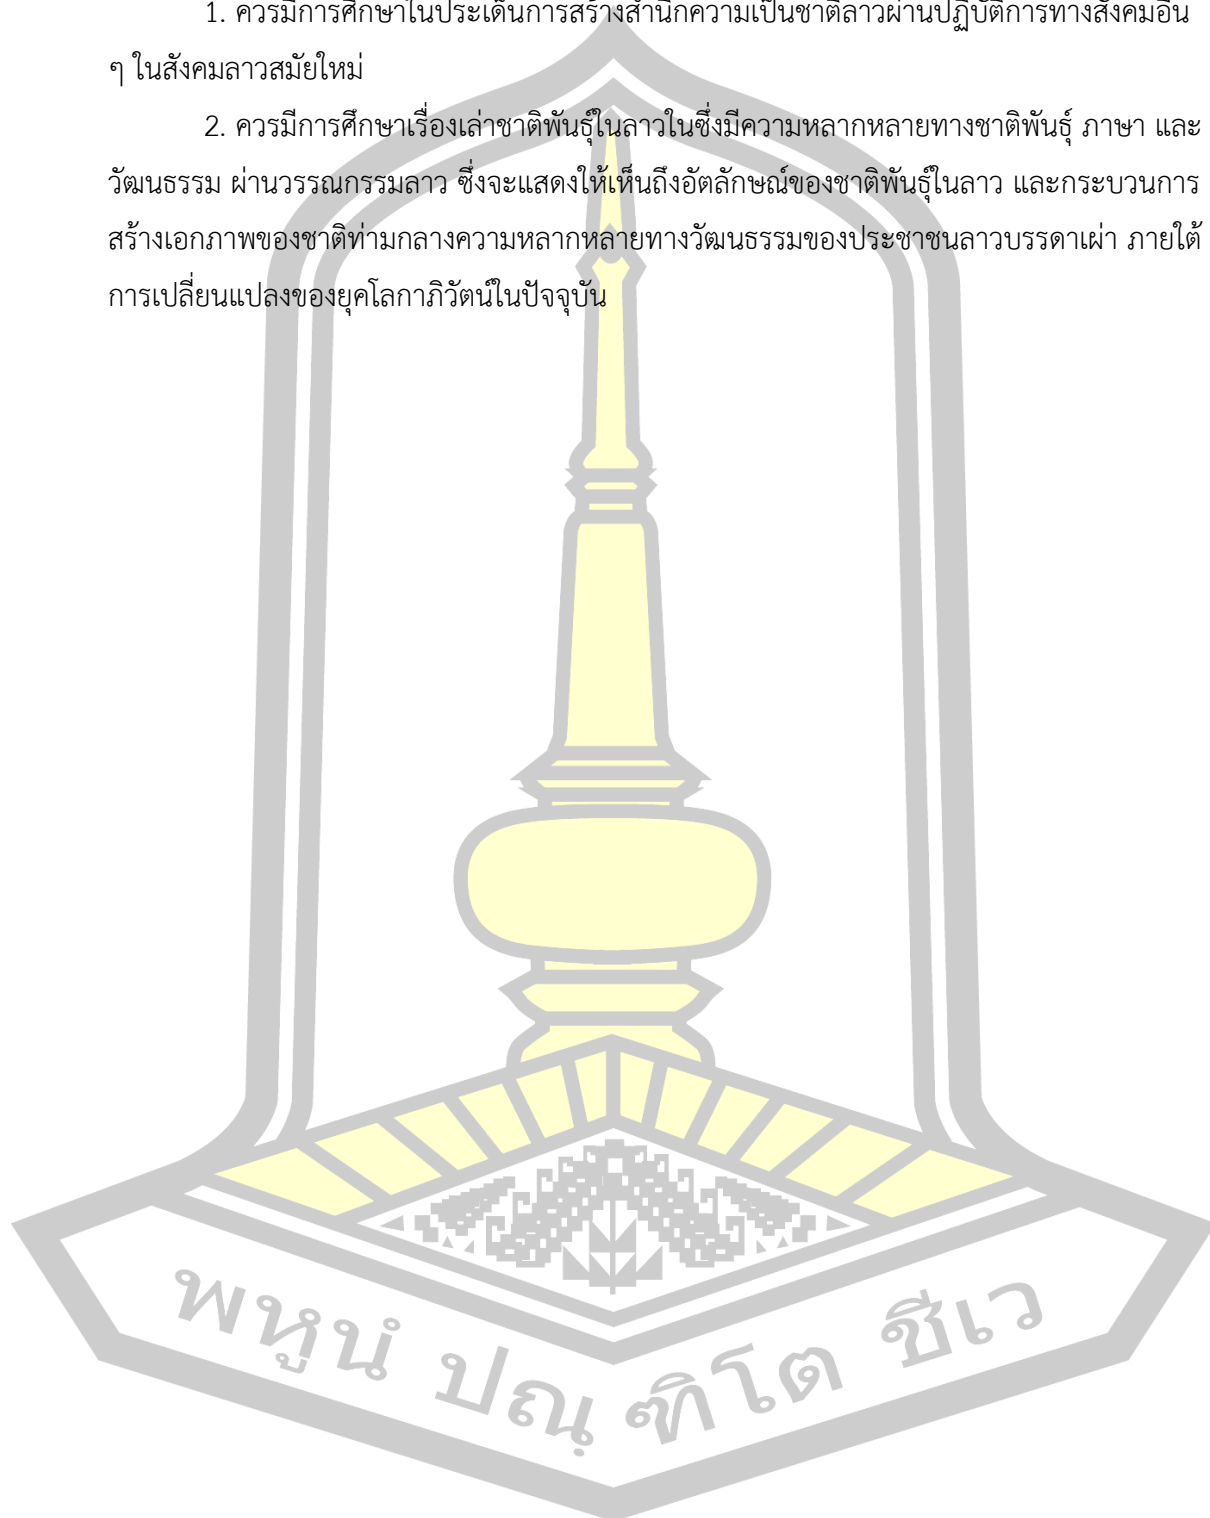 1. ควรมีการศึกษาในประเด็นการสร้างสำนึกความเป็นชาติลาวผ่านปฏิบัติการทางสังคมอื่น
ๆ ในสังคมลาวสมัยใหม่
2. ควรมีการศึกษาเรื่องเล่าชาติพันธุ์ในลาวในซึ่งมีความหลากหลายทางชาติพันธุ์ ภาษา และ
วัฒนธรรม ผ่านวรรณกรรมลาว ซึ่งจะแสดงให้เห็นถึงอัตลักษณ์ของชาติพันธุ์ในลาว และกระบวนการ
สร้างเอกภาพของชาติท่ามกลางความหลากหลายทางวัฒนธรรมของประชาชนลาวบรรดาเผ่า ภายใต้
การเปลี่ยนแปลงของยุคโลกาภิวัตน์ในปัจจุบัน
พหูนํ ปณฺฑิโต ชีเว